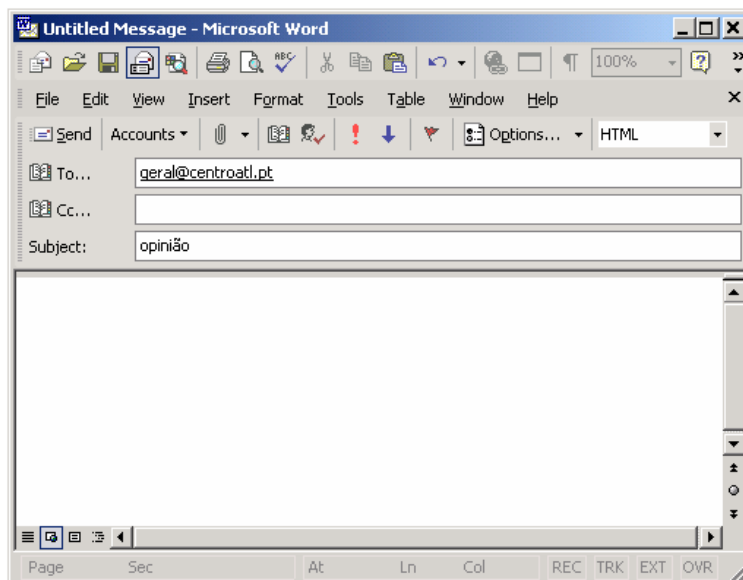 Untitled Message - Microsoft Word
ABC 100% ?
File Edit View Insert Format Tools Table Window Help
Send Accounts Options... HTML
To... geral@centroatl.pt
Cc...
Subject: opinião
Page Sec At Ln Col REC TRK EXT OVR